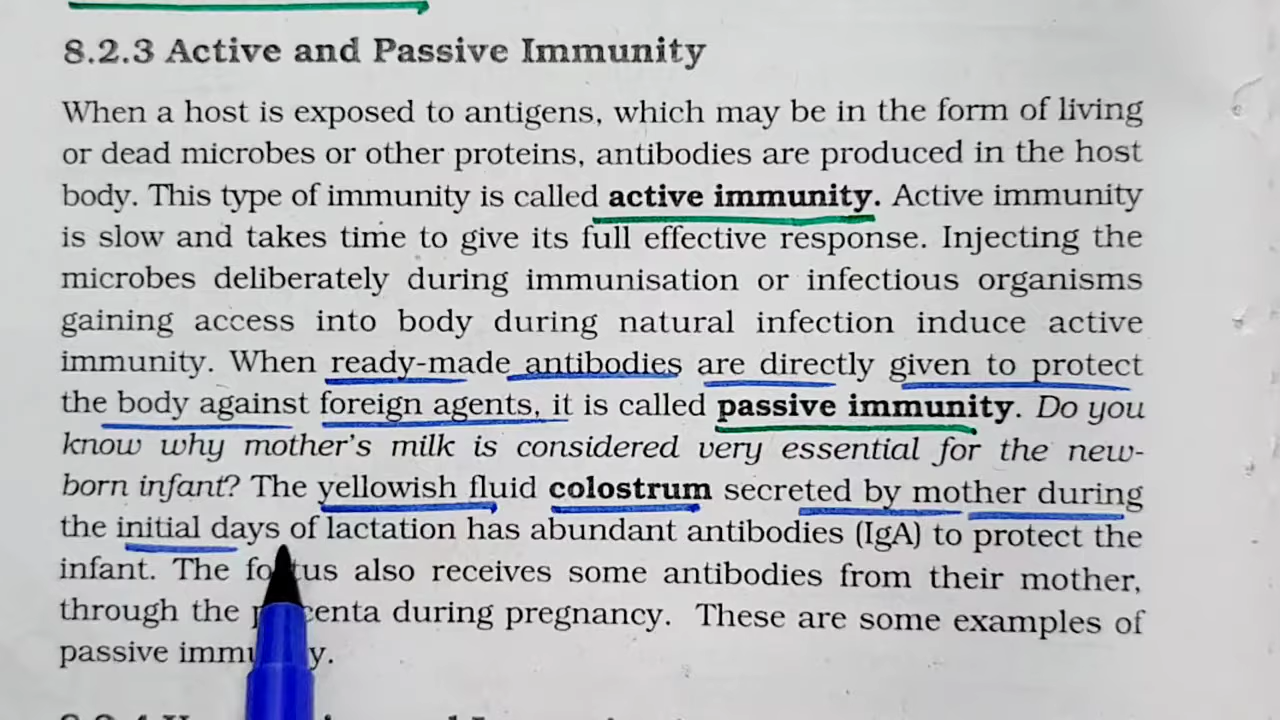 8.2.3 Active and Passive Immunity
When a host is exposed to antigens, which may be in the form of living
or dead microbes or other proteins, antibodies are produced in the host
body. This type of immunity is called active immunity. Active immunity
is slow and takes time to give its full effective response. Injecting the
microbes deliberately during immunisation or infectious organisms
gaining access into body during natural infection induce active
immunity. When ready-made antibodies are directly given to protect
the body against foreign agents, it is called passive immunity. Do you
know why mother's milk is considered very essential for the new-
born infant? The yellowish fluid colostrum secreted by mother during
the initial days of lactation has abundant antibodies (IgA) to protect the
infant. The also receives some antibodies from their mother,
through the during pregnancy. These are some examples of
passive